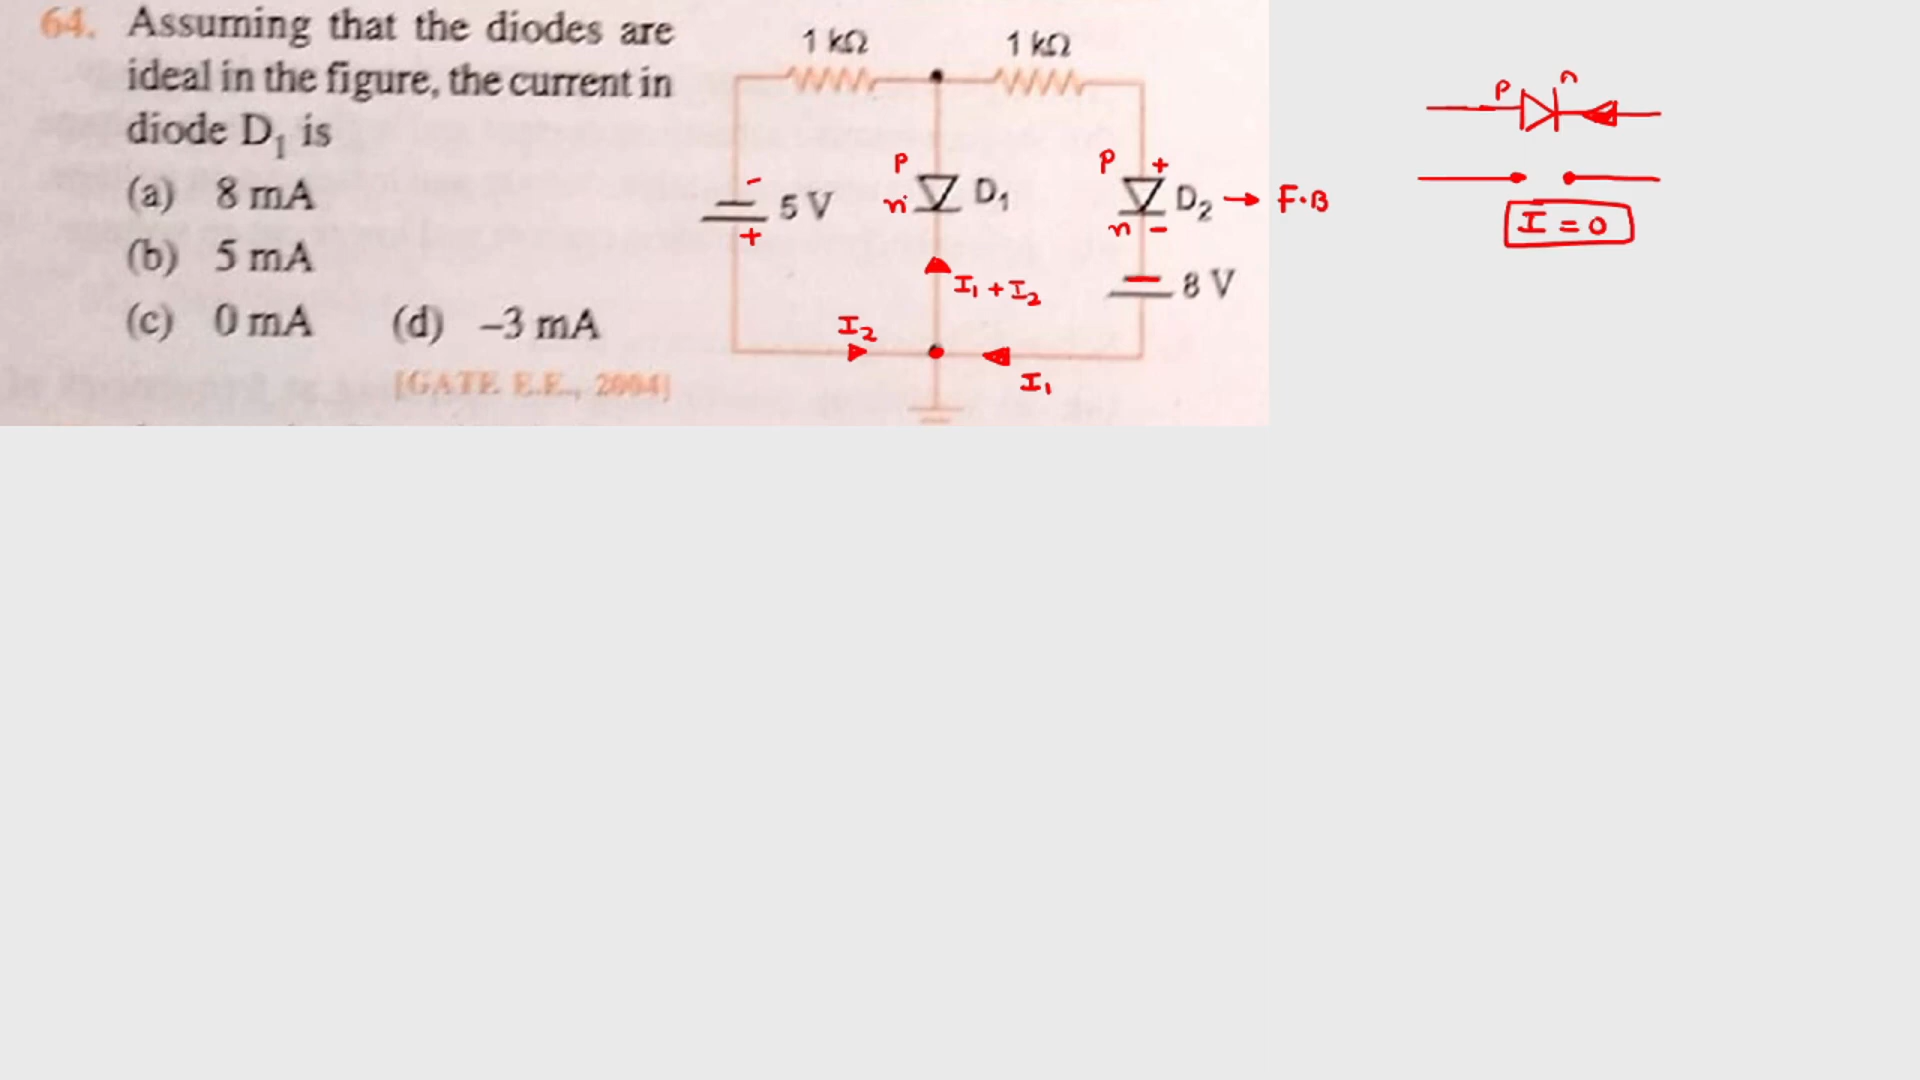 64. Assuming that the diodes are
ideal in the figure, the current in
diode D₁ is
(a) 8 mA
(b) 5 mA
(c) 0 mA (d) –3 mA
[GATE E.E., 2004]
1 kΩ 1 kΩ
- 5 V +
P n D₁
P + D₂ → F.B
n -
8 V
I₁ + I₂
I₂
I₁
P n
I = 0